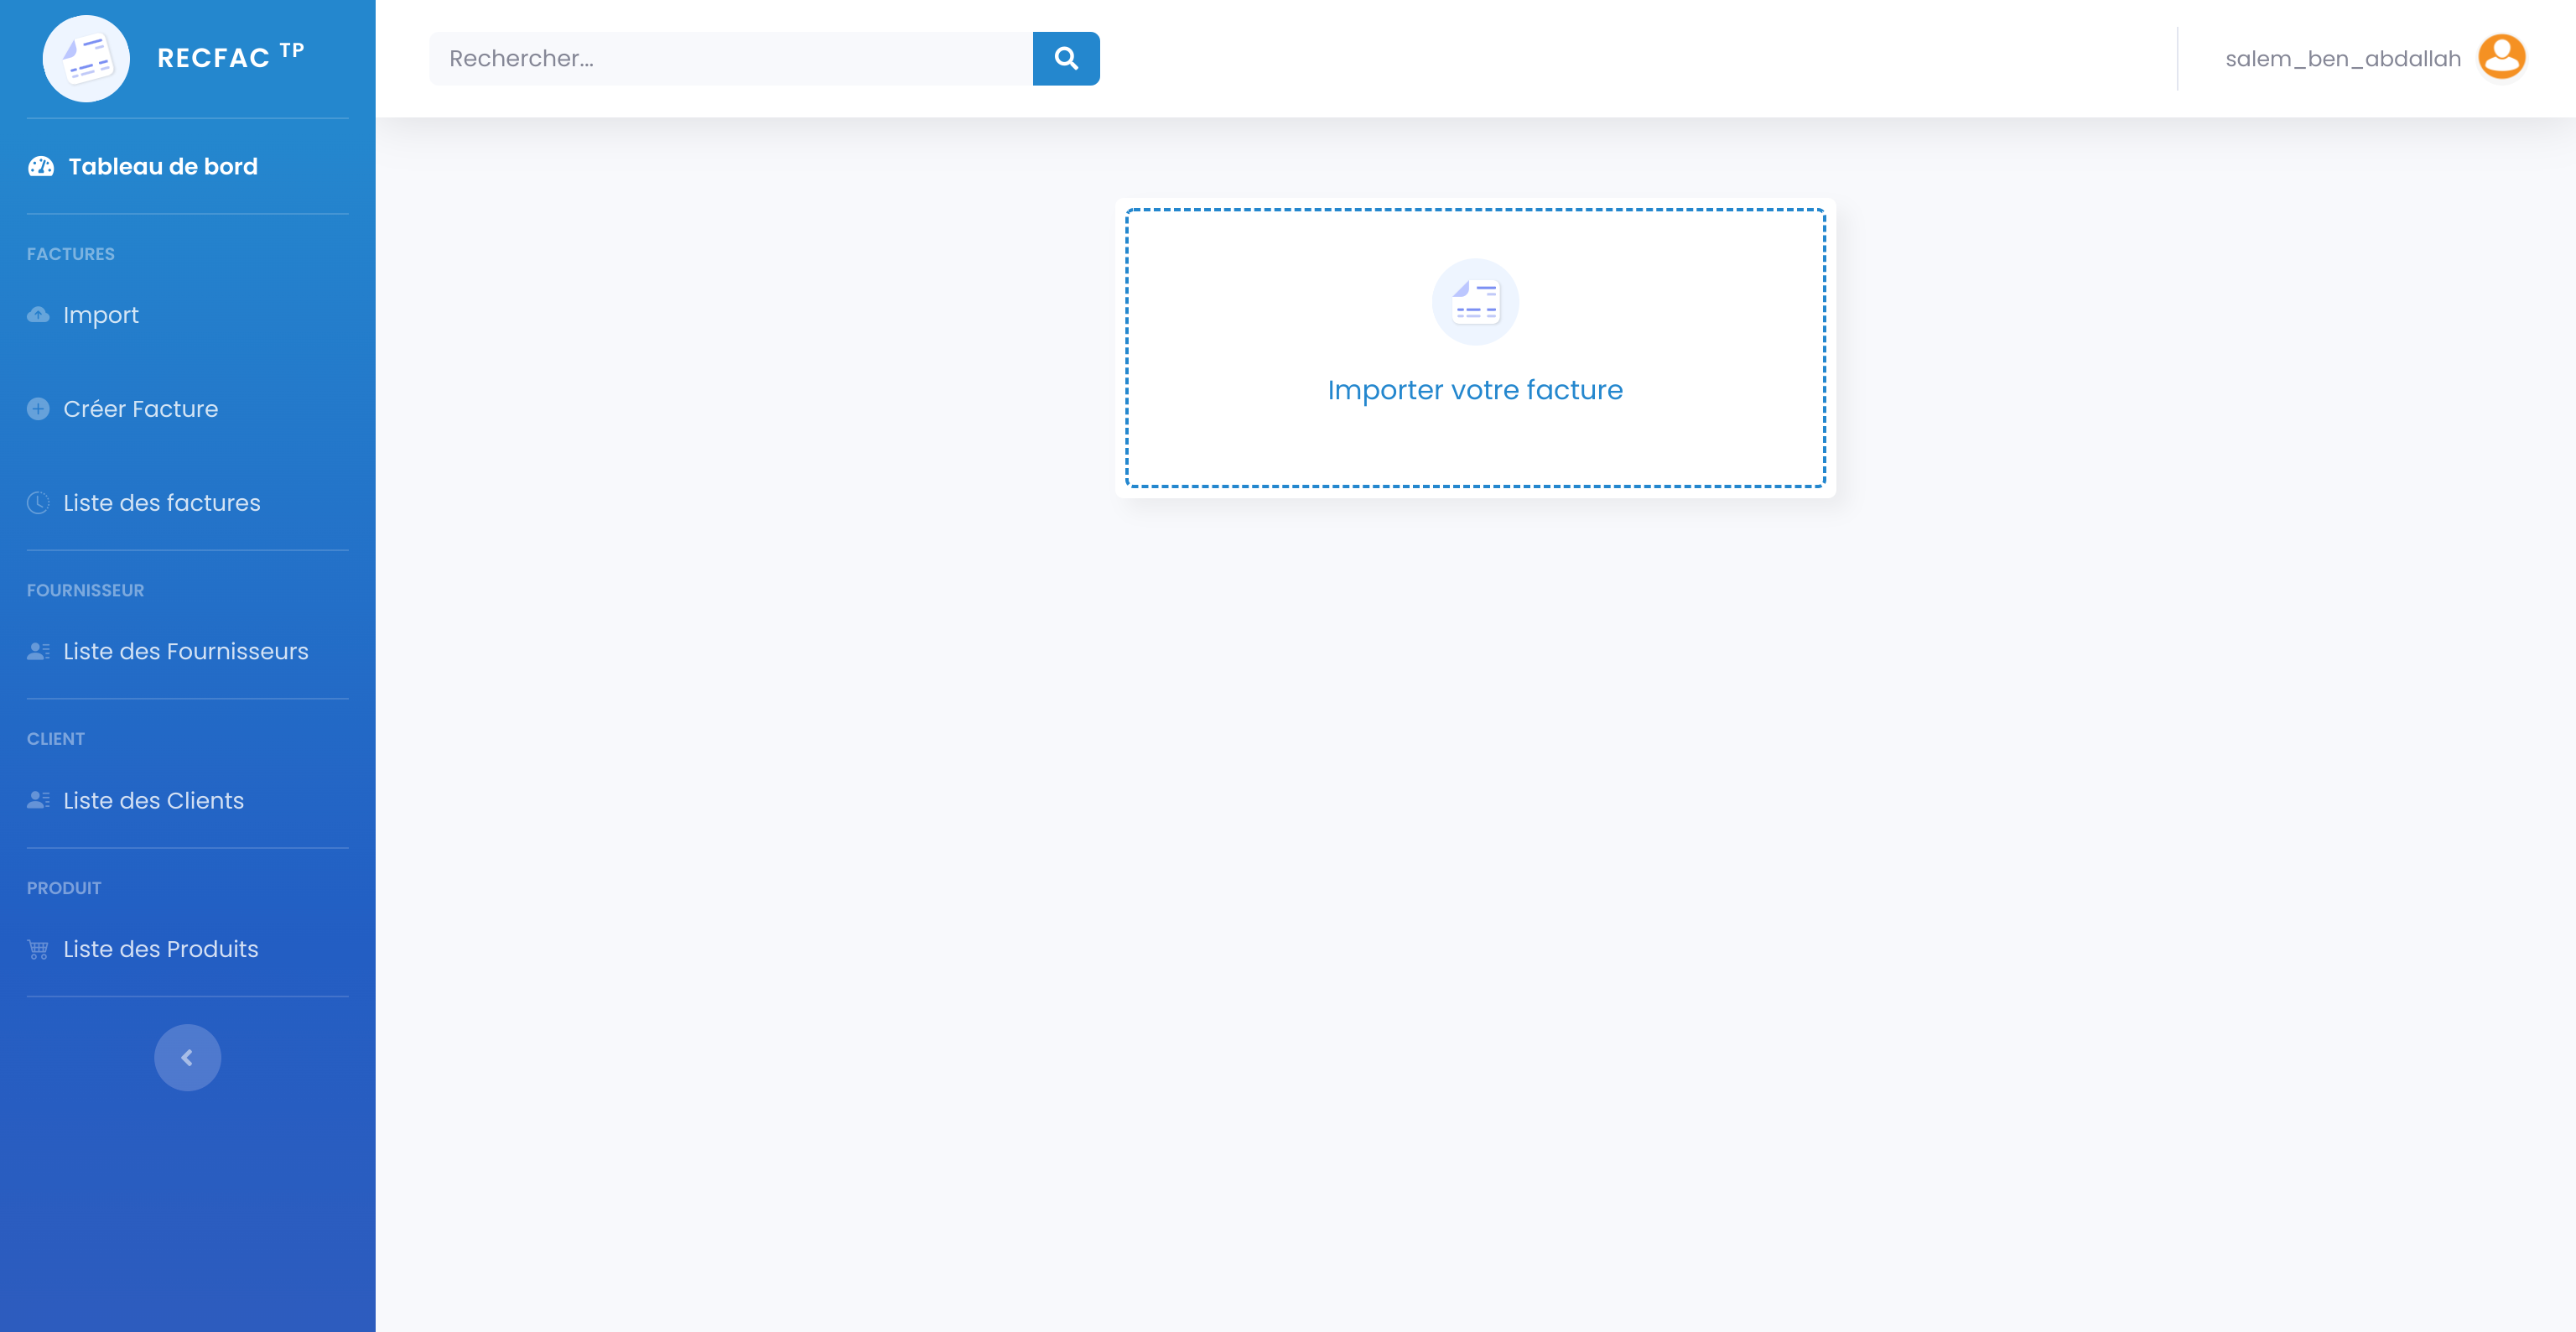 RECFAC TP
Rechercher...
salem_ben_abdallah
Tableau de bord
FACTURES
Import
Créer Facture
Liste des factures
FOURNISSEUR
Liste des Fournisseurs
CLIENT
Liste des Clients
PRODUIT
Liste des Produits
Importer votre facture